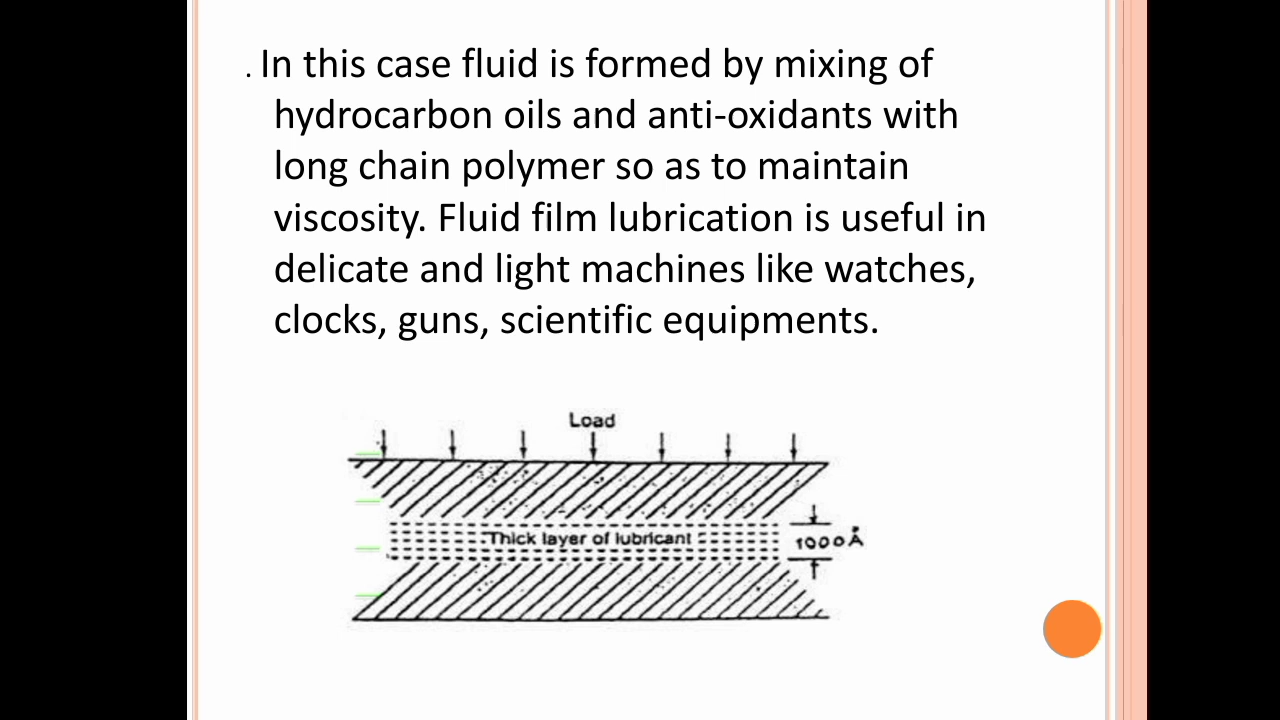 . In this case fluid is formed by mixing of
hydrocarbon oils and anti-oxidants with
long chain polymer so as to maintain
viscosity. Fluid film lubrication is useful in
delicate and light machines like watches,
clocks, guns, scientific equipments.
Load
Thick layer of lubricant
1000Å